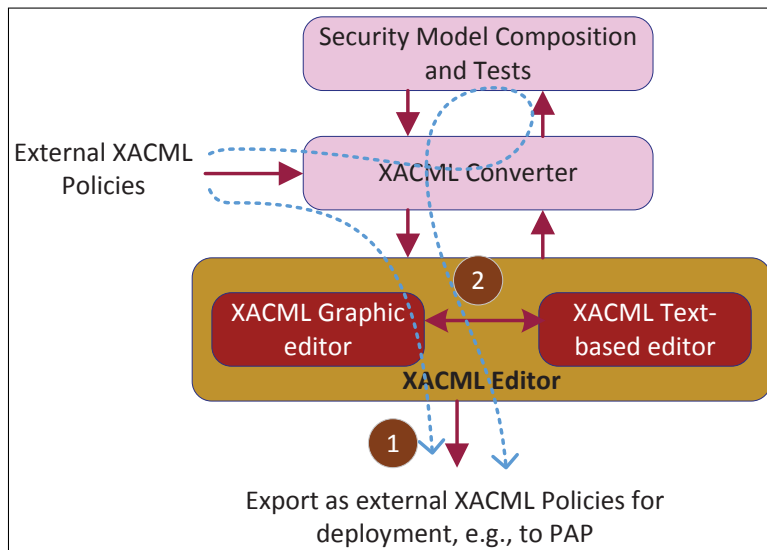 Security Model Composition
and Tests
External XACML
Policies
XACML Converter
2
XACML Graphic
editor
XACML Text-
based editor
XACML Editor
1
Export as external XACML Policies for
deployment, e.g., to PAP